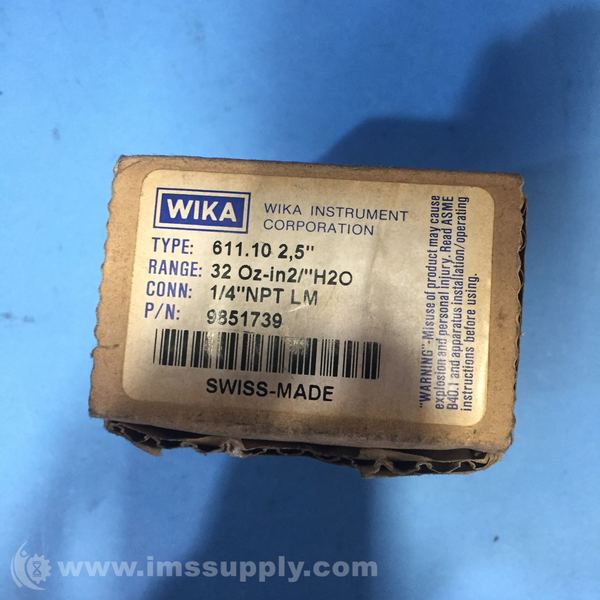 WIKA
WIKA INSTRUMENT
CORPORATION
TYPE: 611.10 2,5"
RANGE: 32 Oz-in2/"H2O
CONN: 1/4"NPT LM
P/N: 9851739
SWISS-MADE
"WARNING"-Misuse of product may cause
explosion and personal injury. Read ASME
B40.1 and apparatus installation/operating
instructions before using.
www.imssupply.com